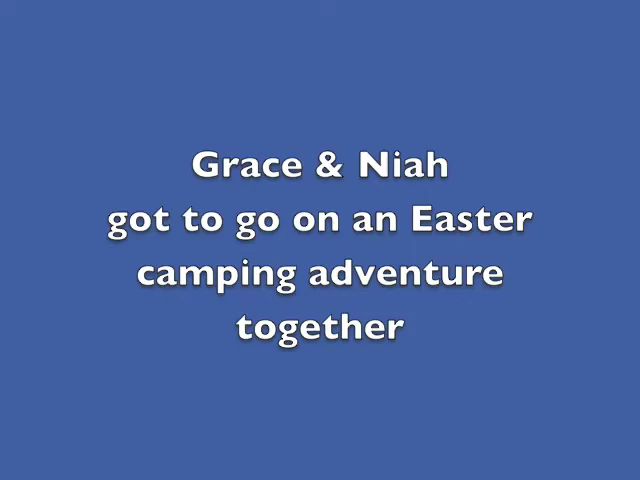 Grace & Niah
got to go on an Easter
camping adventure
together